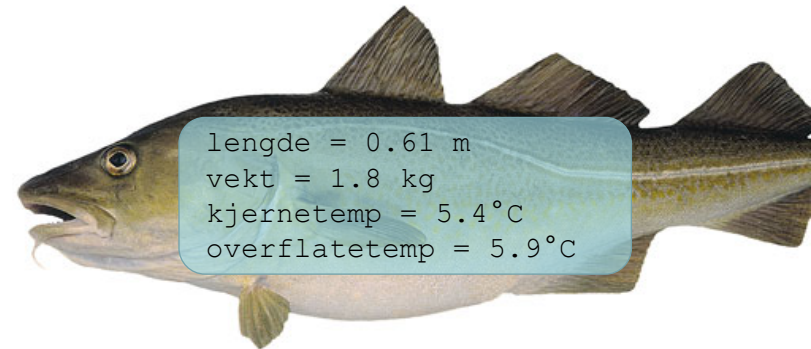 lengde = 0.61 m
vekt = 1.8 kg
kjernetemp = 5.4°C
overflatetemp = 5.9°C